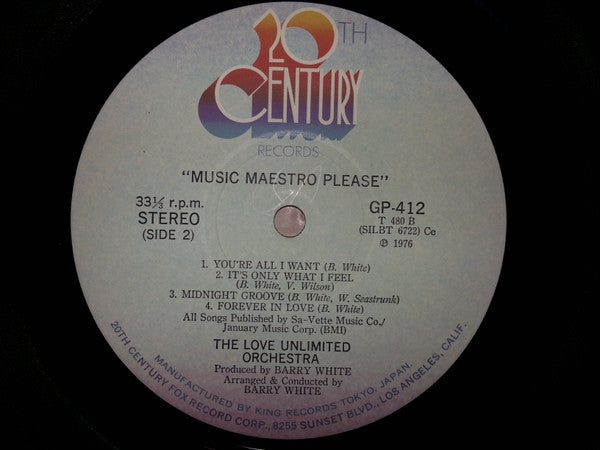 20TH
CENTURY
RECORDS
"MUSIC MAESTRO PLEASE"
33⅓ r.p.m.
STEREO
(SIDE 2)
GP-412
T 480 B
(SILBT 6722) Ce
℗ 1976
1. YOU'RE ALL I WANT (B. White)
2. IT'S ONLY WHAT I FEEL
(B. White, V. Wilson)
3. MIDNIGHT GROOVE (B. White, W. Seastrunk)
4. FOREVER IN LOVE (B. White)
All Songs Published by Sa-Vette Music Co./
January Music Corp. (BMI)
THE LOVE UNLIMITED
ORCHESTRA
Produced by BARRY WHITE
Arranged & Conducted by
BARRY WHITE
MANUFACTURED BY KING RECORDS TOKYO, JAPAN.
20TH CENTURY FOX RECORD CORP., 8255 SUNSET BLVD., LOS ANGELES, CALIF.